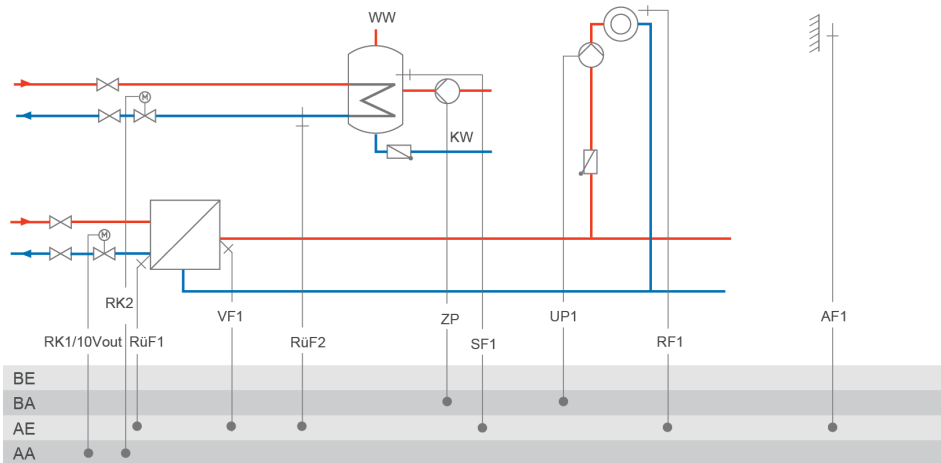 WW
M
KW
M
RK2
VF1
ZP
UP1
AF1
RK1/10Vout
RüF1
RüF2
SF1
RF1
BE
BA
AE
AA